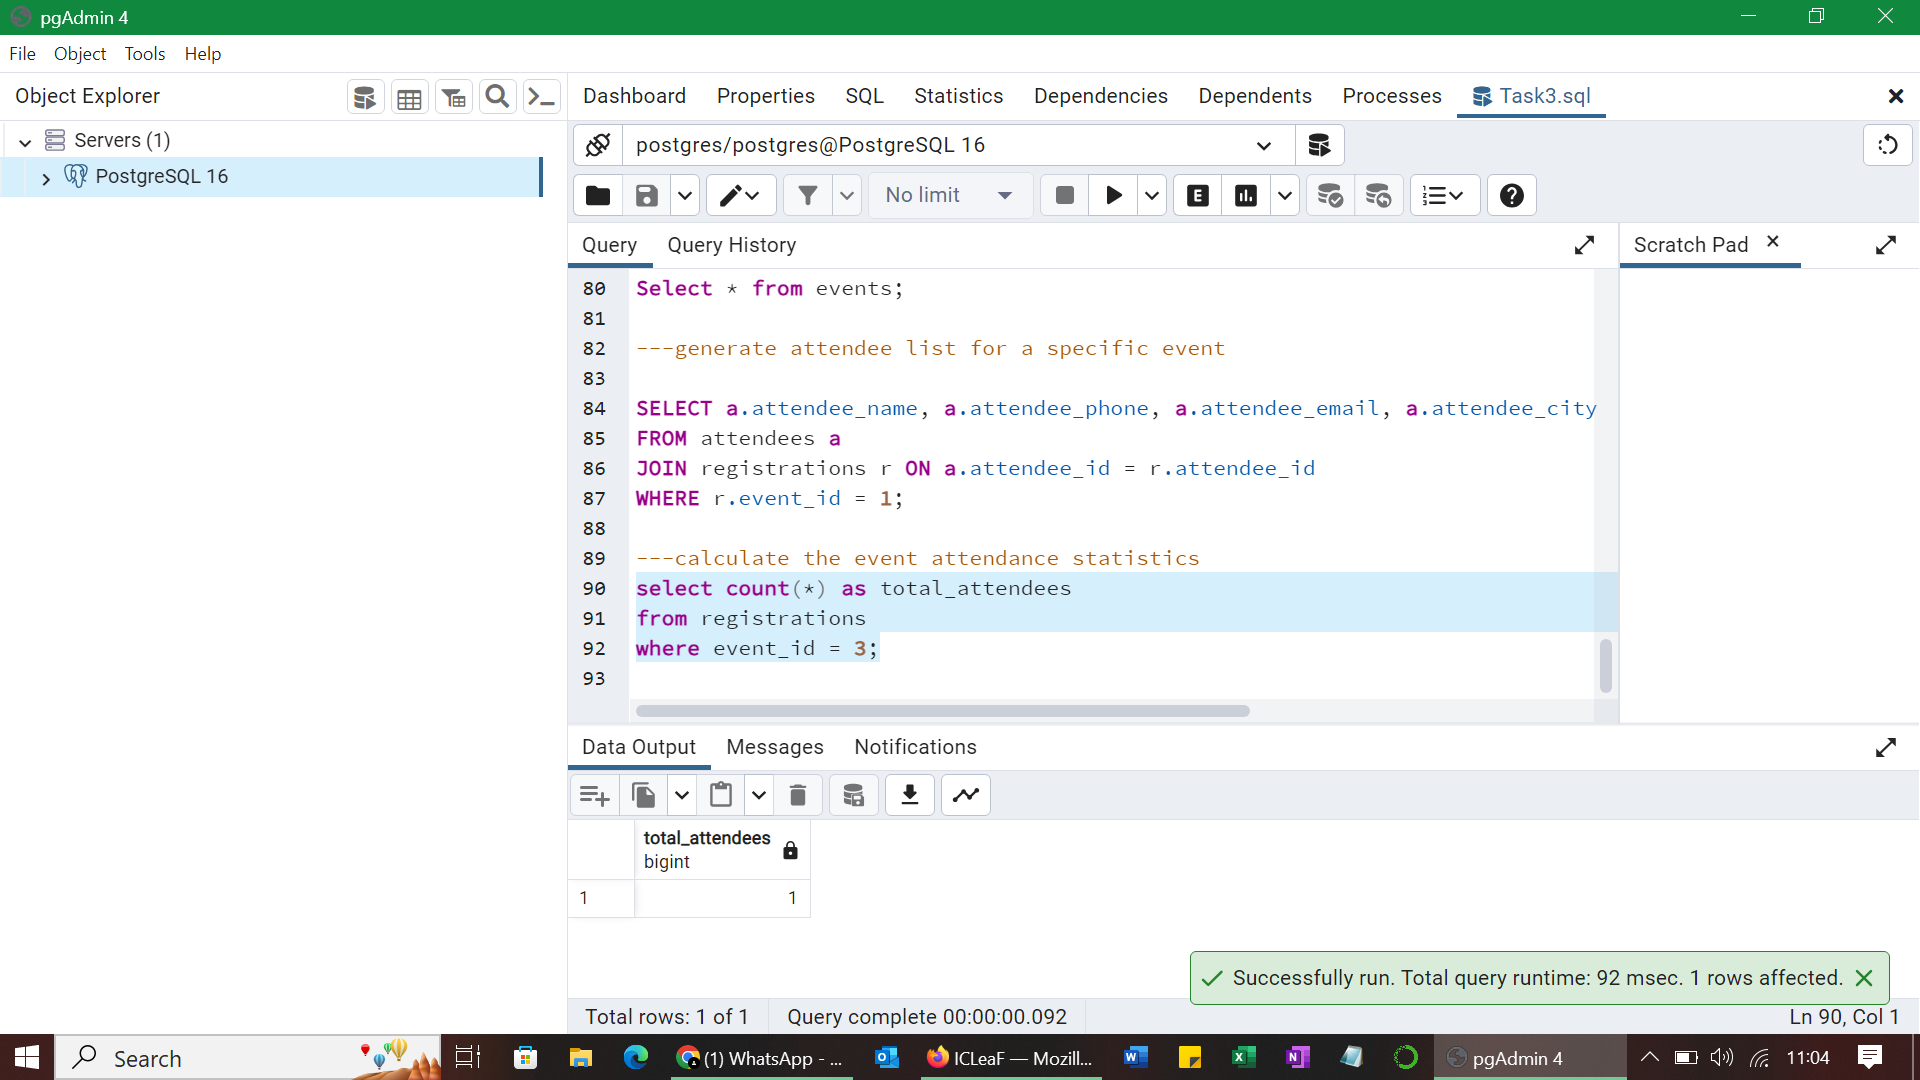 pgAdmin 4
File Object Tools Help
Object Explorer
Dashboard Properties SQL Statistics Dependencies Dependents Processes Task3.sql
Servers (1)
PostgreSQL 16
postgres/postgres@PostgreSQL 16
No limit
E
Query Query History
Scratch Pad
80 Select * from events;
81
82 ---generate attendee list for a specific event
83
84 SELECT a.attendee_name, a.attendee_phone, a.attendee_email, a.attendee_city
85 FROM attendees a
86 JOIN registrations r ON a.attendee_id = r.attendee_id
87 WHERE r.event_id = 1;
88
89 ---calculate the event attendance statistics
90 select count(*) as total_attendees
91 from registrations
92 where event_id = 3;
93
Data Output Messages Notifications
total_attendees
bigint
1 1
Successfully run. Total query runtime: 92 msec. 1 rows affected.
Total rows: 1 of 1 Query complete 00:00:00.092 Ln 90, Col 1
Search (1) WhatsApp - ... ICLeaF — Mozill... pgAdmin 4 11:04